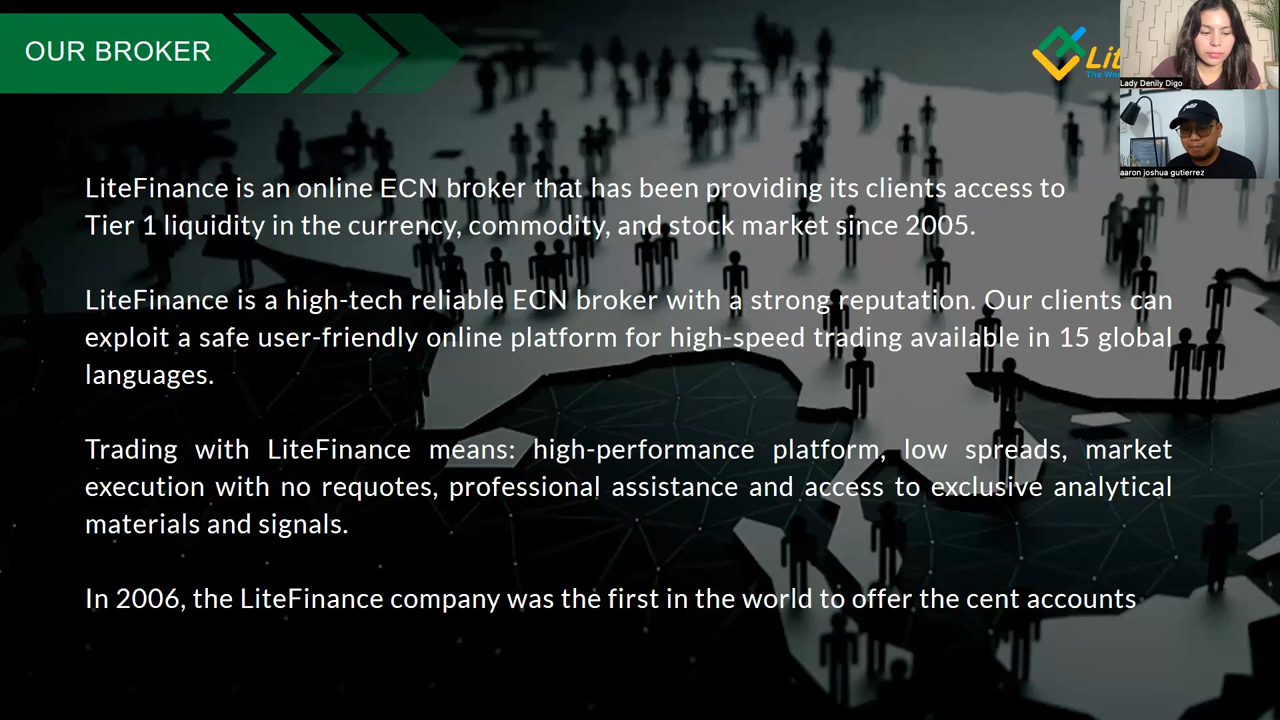 OUR BROKER
Lit
The Wo
Lady Denily Digo
aaron joshua gutierrez
LiteFinance is an online ECN broker that has been providing its clients access to
Tier 1 liquidity in the currency, commodity, and stock market since 2005.
LiteFinance is a high-tech reliable ECN broker with a strong reputation. Our clients can
exploit a safe user-friendly online platform for high-speed trading available in 15 global
languages.
Trading with LiteFinance means: high-performance platform, low spreads, market
execution with no requotes, professional assistance and access to exclusive analytical
materials and signals.
In 2006, the LiteFinance company was the first in the world to offer the cent accounts